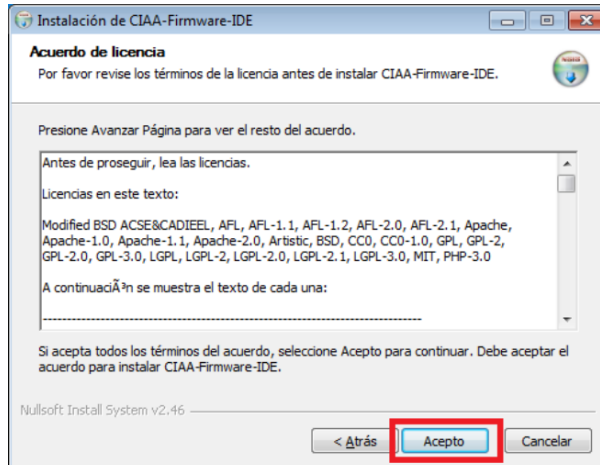 Instalación de CIAA-Firmware-IDE
Acuerdo de licencia
Por favor revise los términos de la licencia antes de instalar CIAA-Firmware-IDE.
Presione Avanzar Página para ver el resto del acuerdo.
Antes de proseguir, lea las licencias.
Licencias en este texto:
Modified BSD ACSE&CADIEEL, AFL, AFL-1.1, AFL-1.2, AFL-2.0, AFL-2.1, Apache,
Apache-1.0, Apache-1.1, Apache-2.0, Artistic, BSD, CC0, CC0-1.0, GPL, GPL-2,
GPL-2.0, GPL-3.0, LGPL, LGPL-2, LGPL-2.0, LGPL-2.1, LGPL-3.0, MIT, PHP-3.0
A continuaciÃ³n se muestra el texto de cada una:
--------------------------------------------------------------------------------
Si acepta todos los términos del acuerdo, seleccione Acepto para continuar. Debe aceptar el
acuerdo para instalar CIAA-Firmware-IDE.
Nullsoft Install System v2.46
< Atrás Acepto Cancelar